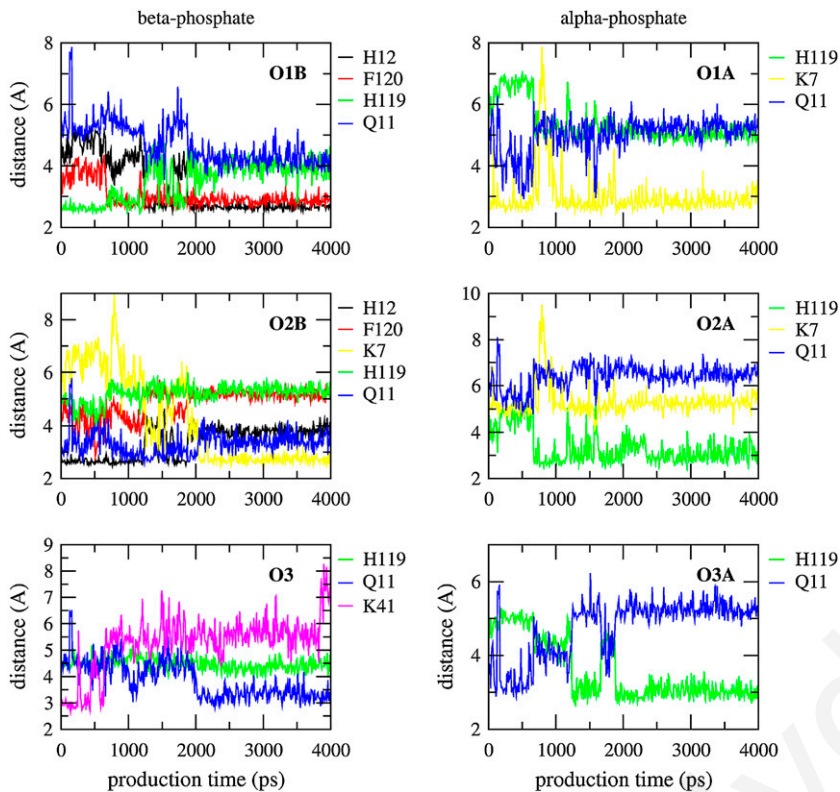 beta-phosphate
alpha-phosphate
distance (A)
8
6
4
2
O1B
0 1000 2000 3000 4000
H12
F120
H119
Q11
distance (A)
8
6
4
2
O1A
0 1000 2000 3000 4000
H119
K7
Q11
distance (A)
8
6
4
2
O2B
0 1000 2000 3000 4000
H12
F120
K7
H119
Q11
distance (A)
10
8
6
4
2
O2A
0 1000 2000 3000 4000
H119
K7
Q11
distance (A)
9
8
7
6
5
4
3
2
O3
0 1000 2000 3000 4000
production time (ps)
H119
Q11
K41
distance (A)
6
4
2
O3A
0 1000 2000 3000 4000
production time (ps)
H119
Q11